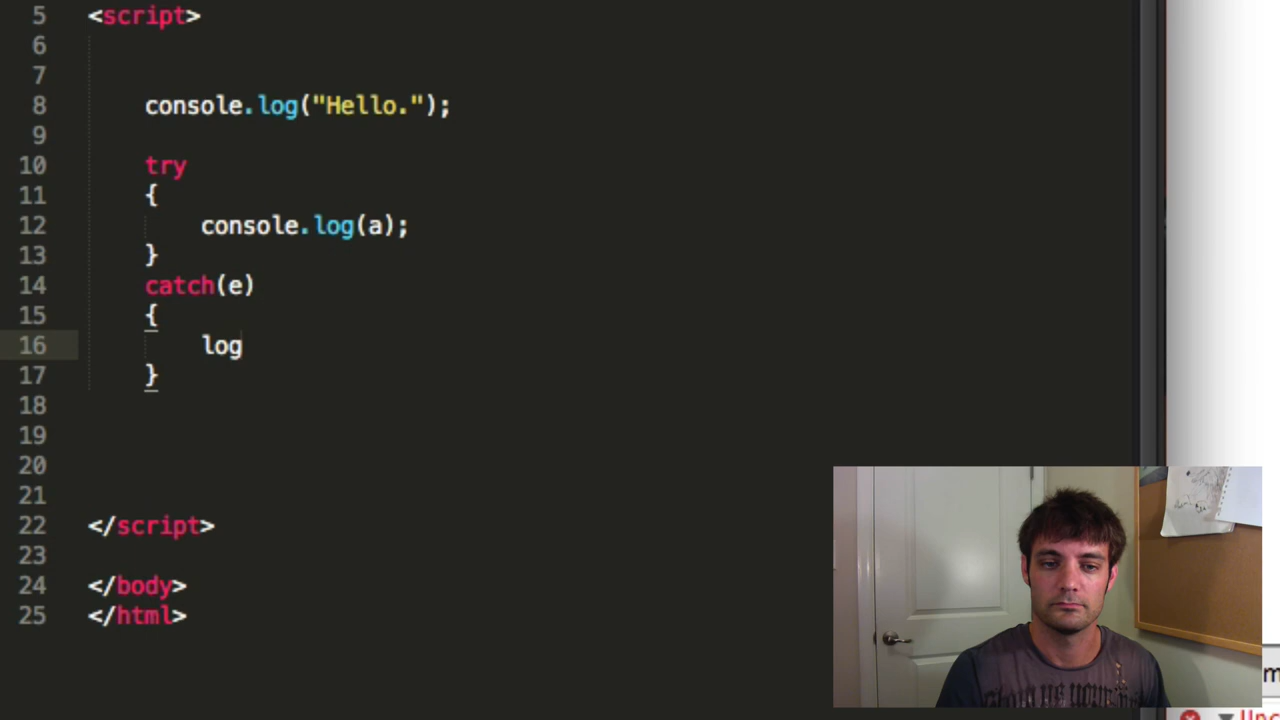 5 <script>
6
7
8 console.log("Hello.");
9
10 try
11 {
12 console.log(a);
13 }
14 catch(e)
15 {
16 log
17 }
18
19
20
21
22 </script>
23
24 </body>
25 </html>